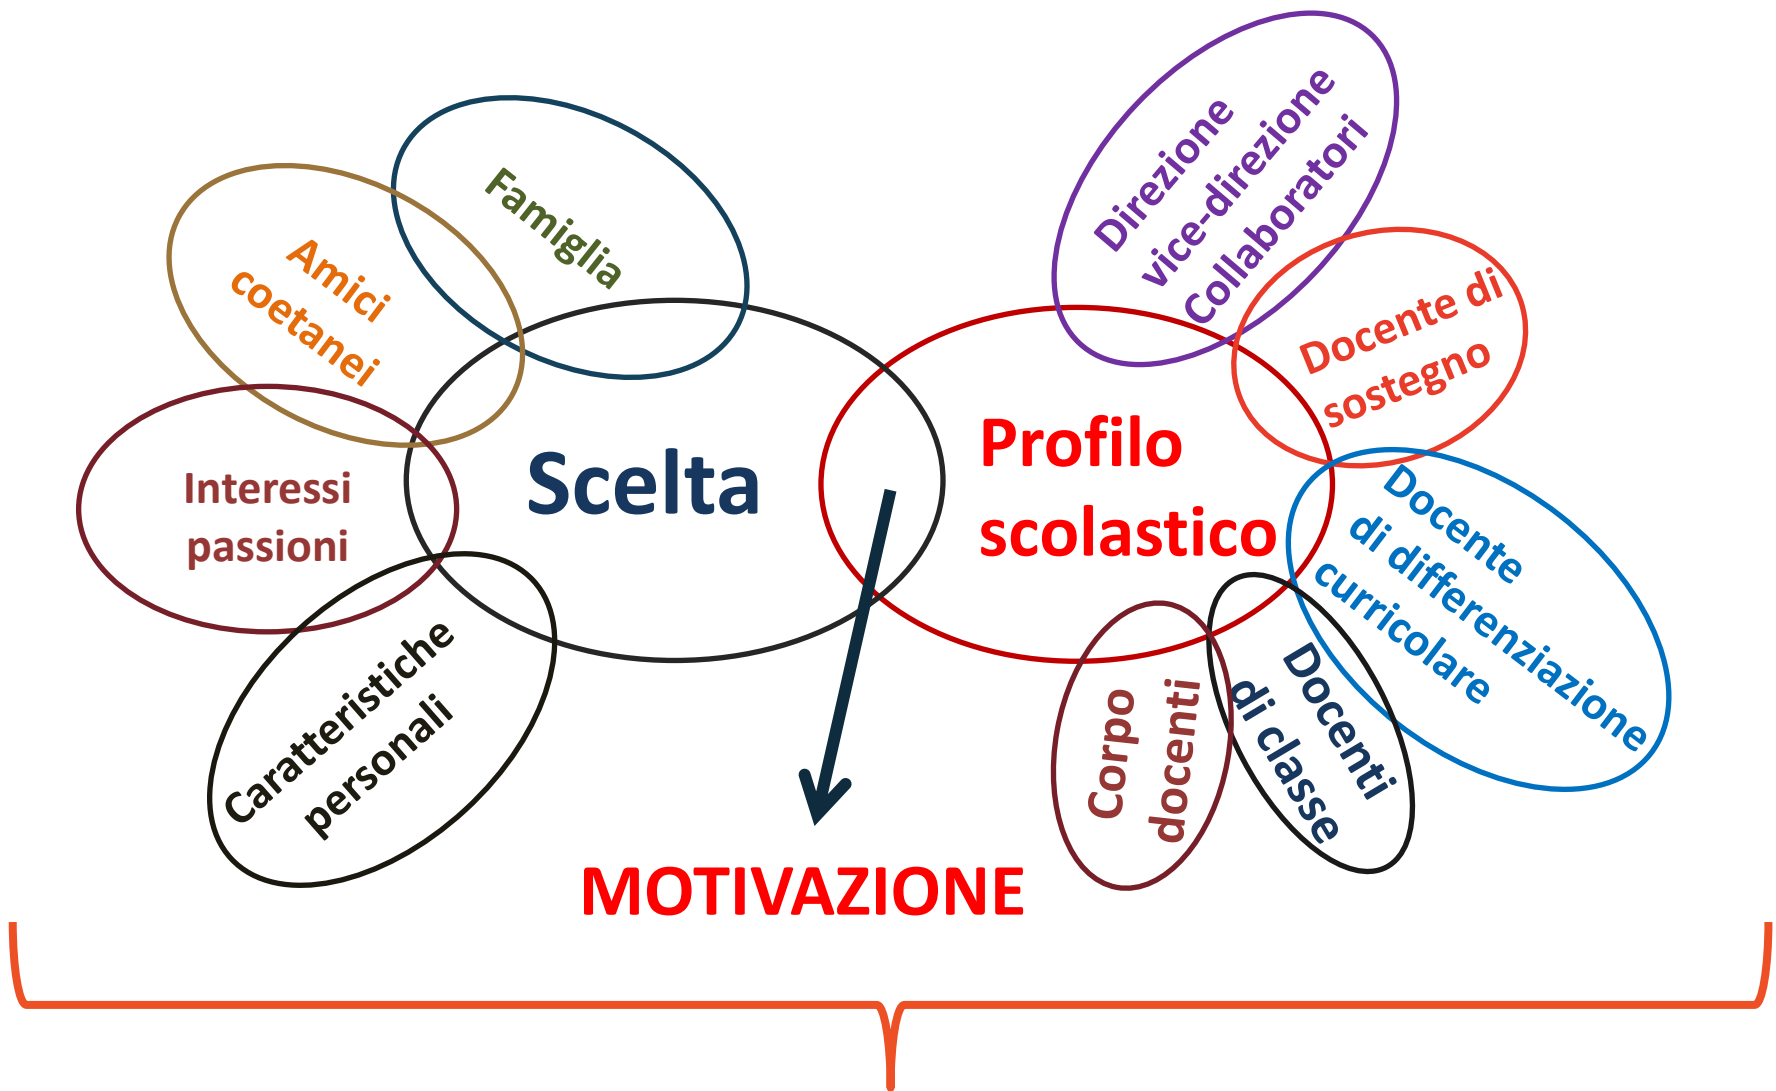 Famiglia
Amici
coetanei
Interessi
passioni
Caratteristiche
personali
Scelta
Profilo
scolastico
Direzione
vice-direzione
Collaboratori
Docente di
sostegno
Docente
di differenziazione
curricolare
Docenti
di classe
Corpo
docenti
MOTIVAZIONE